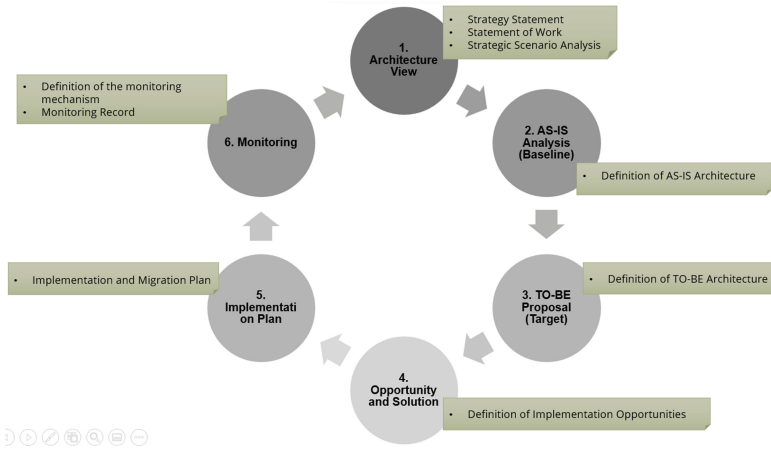 1.
Architecture
View
• Strategy Statement
• Statement of Work
• Strategic Scenario Analysis
2. AS-IS
Analysis
(Baseline)
• Definition of AS-IS Architecture
3. TO-BE
Proposal
(Target)
• Definition of TO-BE Architecture
4.
Opportunity
and Solution
• Definition of Implementation Opportunities
5.
Implementati
on Plan
• Implementation and Migration Plan
6. Monitoring
• Definition of the monitoring
mechanism
• Monitoring Record